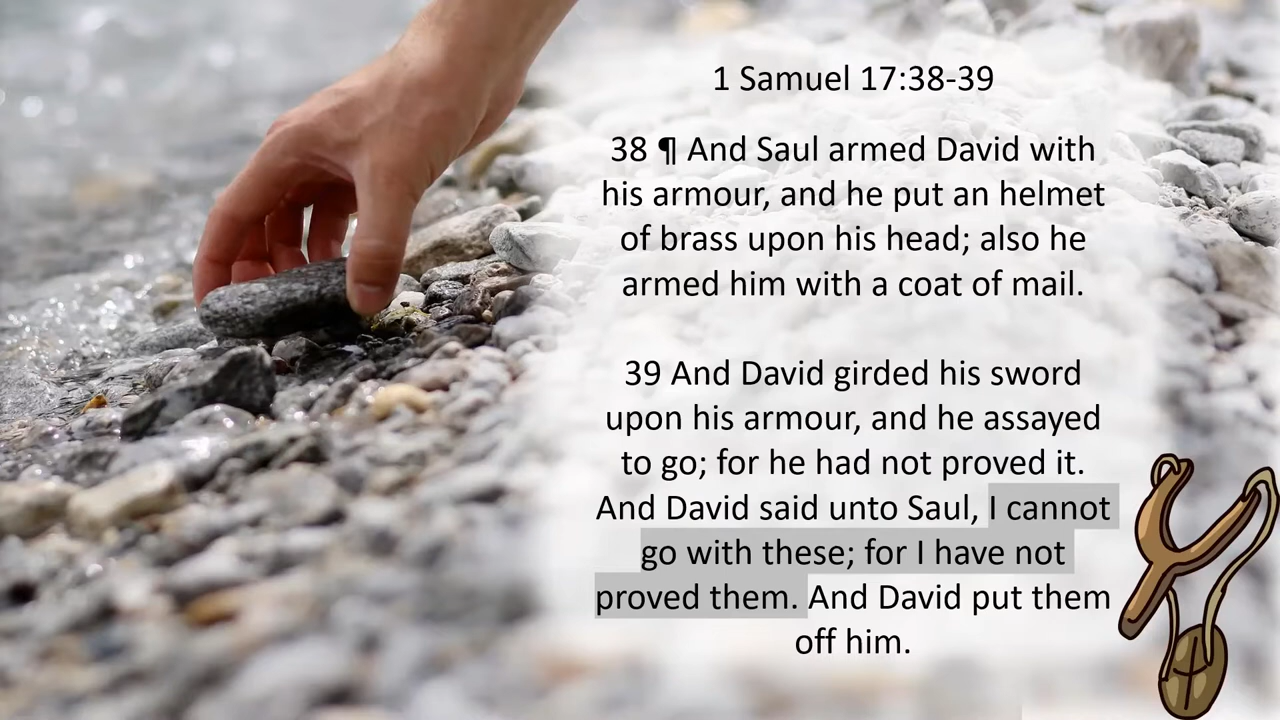 1 Samuel 17:38-39
38 ¶ And Saul armed David with
his armour, and he put an helmet
of brass upon his head; also he
armed him with a coat of mail.
39 And David girded his sword
upon his armour, and he assayed
to go; for he had not proved it.
And David said unto Saul, I cannot
go with these; for I have not
proved them. And David put them
off him.